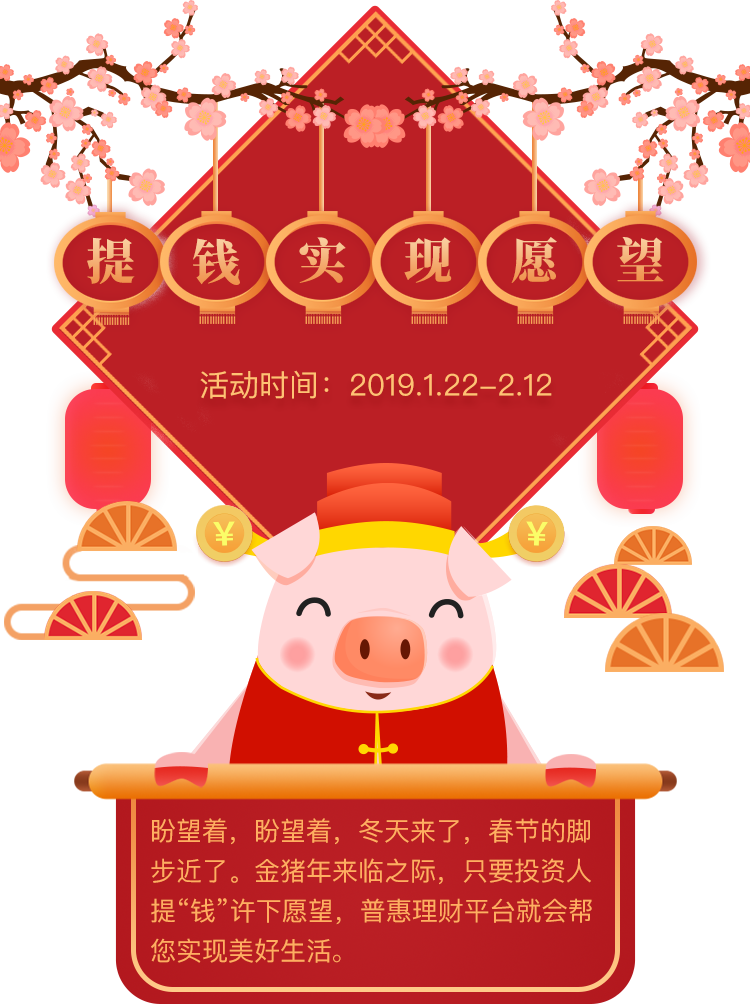 提钱实现愿望
活动时间：2019.1.22-2.12
¥ ¥
盼望着，盼望着，冬天来了，春节的脚
步近了。金猪年来临之际，只要投资人
提“钱”许下愿望，普惠理财平台就会帮
您实现美好生活。